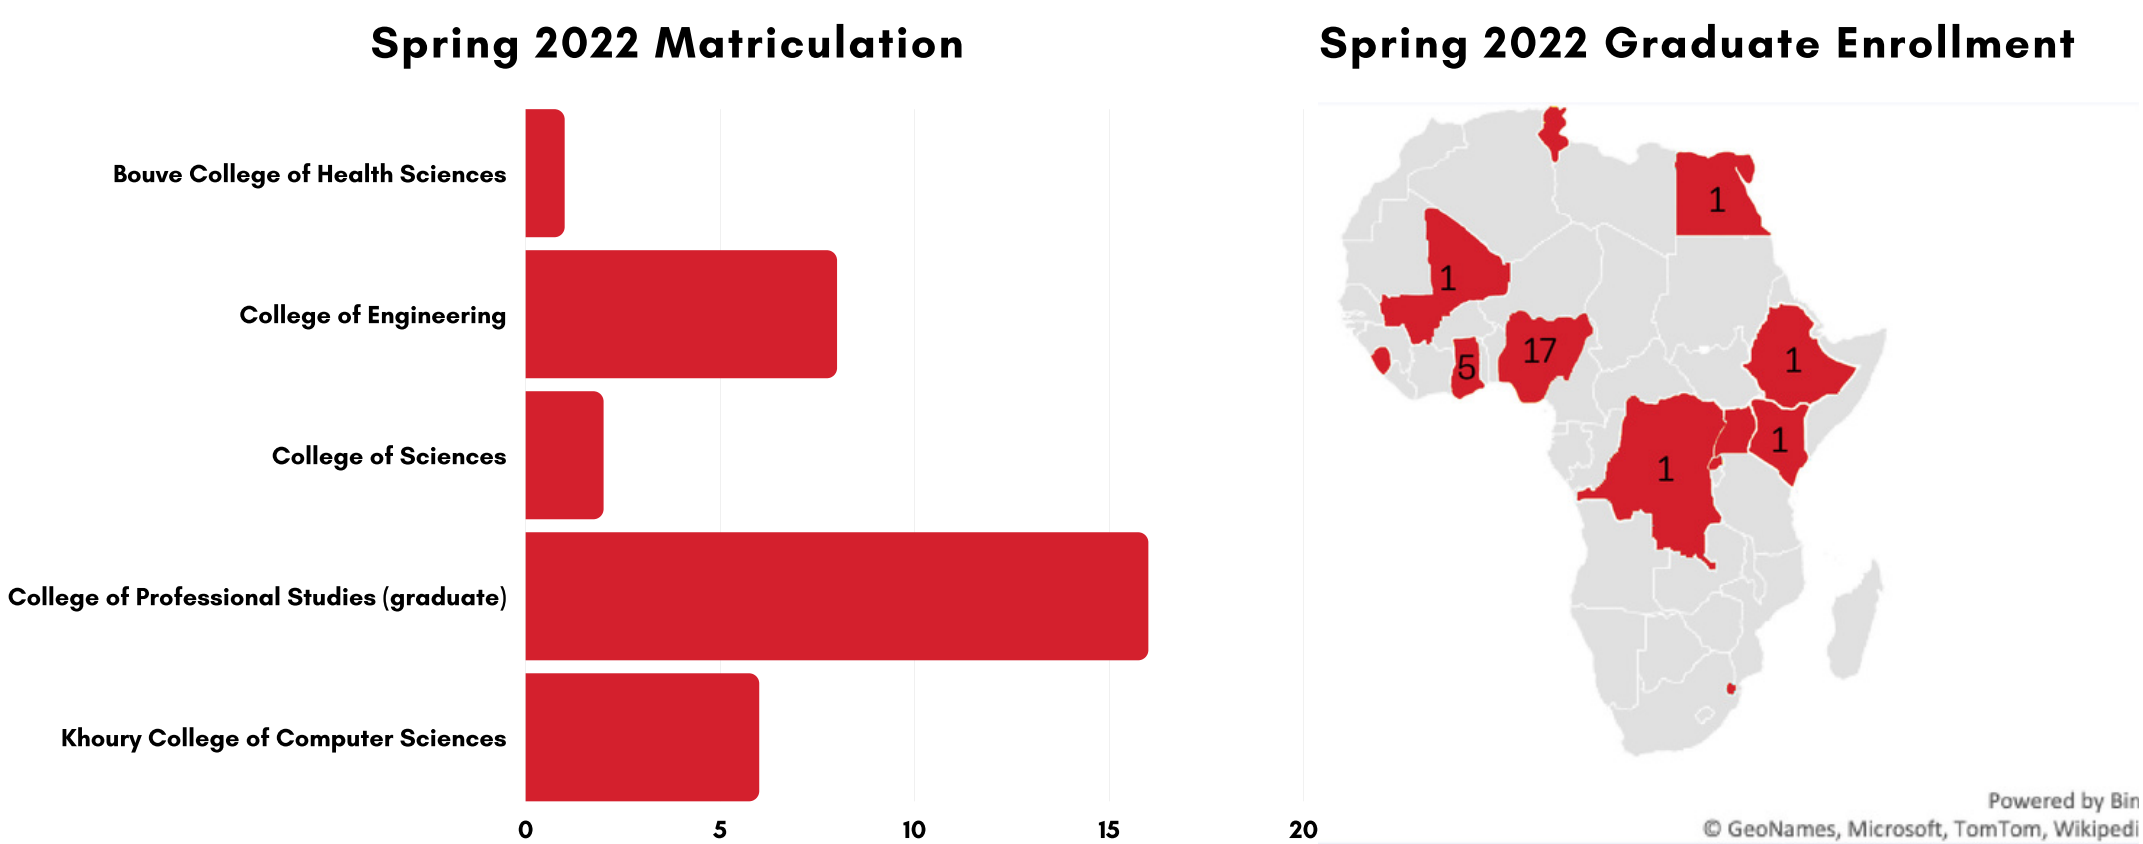 Spring 2022 Matriculation
Bouve College of Health Sciences
College of Engineering
College of Sciences
College of Professional Studies (graduate)
Khoury College of Computer Sciences
0 5 10 15 20
Spring 2022 Graduate Enrollment
1
1
5
17
1
1
1
Powered by Bin
© GeoNames, Microsoft, TomTom, Wikipedi